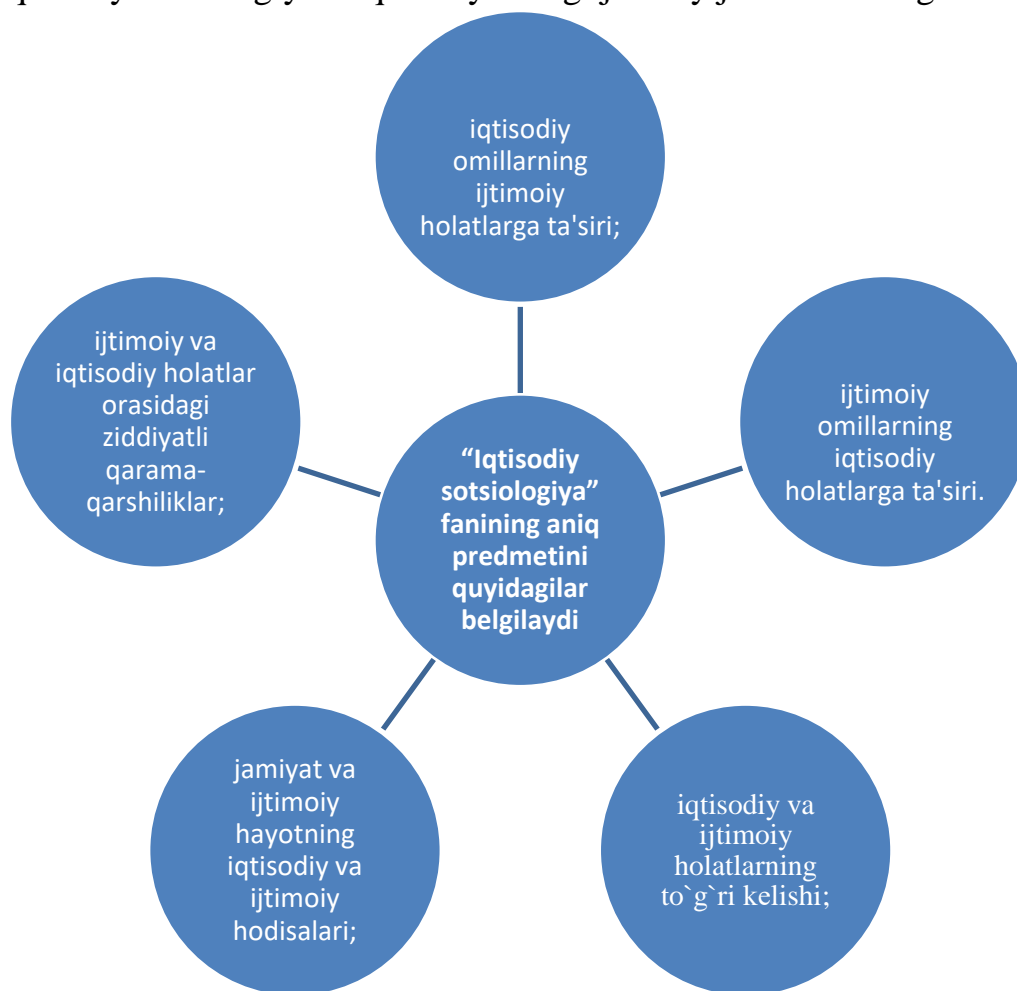 iqtisodiy
omillarning
ijtimoiy
holatlarga ta'siri;
ijtimoiy va
iqtisodiy holatlar
orasidagi
ziddiyatli
qarama-
qarshiliklar;
ijtimoiy
omillarning
iqtisodiy
holatlarga ta'siri.
“Iqtisodiy
sotsiologiya”
fanining aniq
predmetini
quyidagilar
belgilaydi
jamiyat va
ijtimoiy
hayotning
iqtisodiy va
ijtimoiy
hodisalari;
iqtisodiy va
ijtimoiy
holatlarning
to`g`ri kelishi;